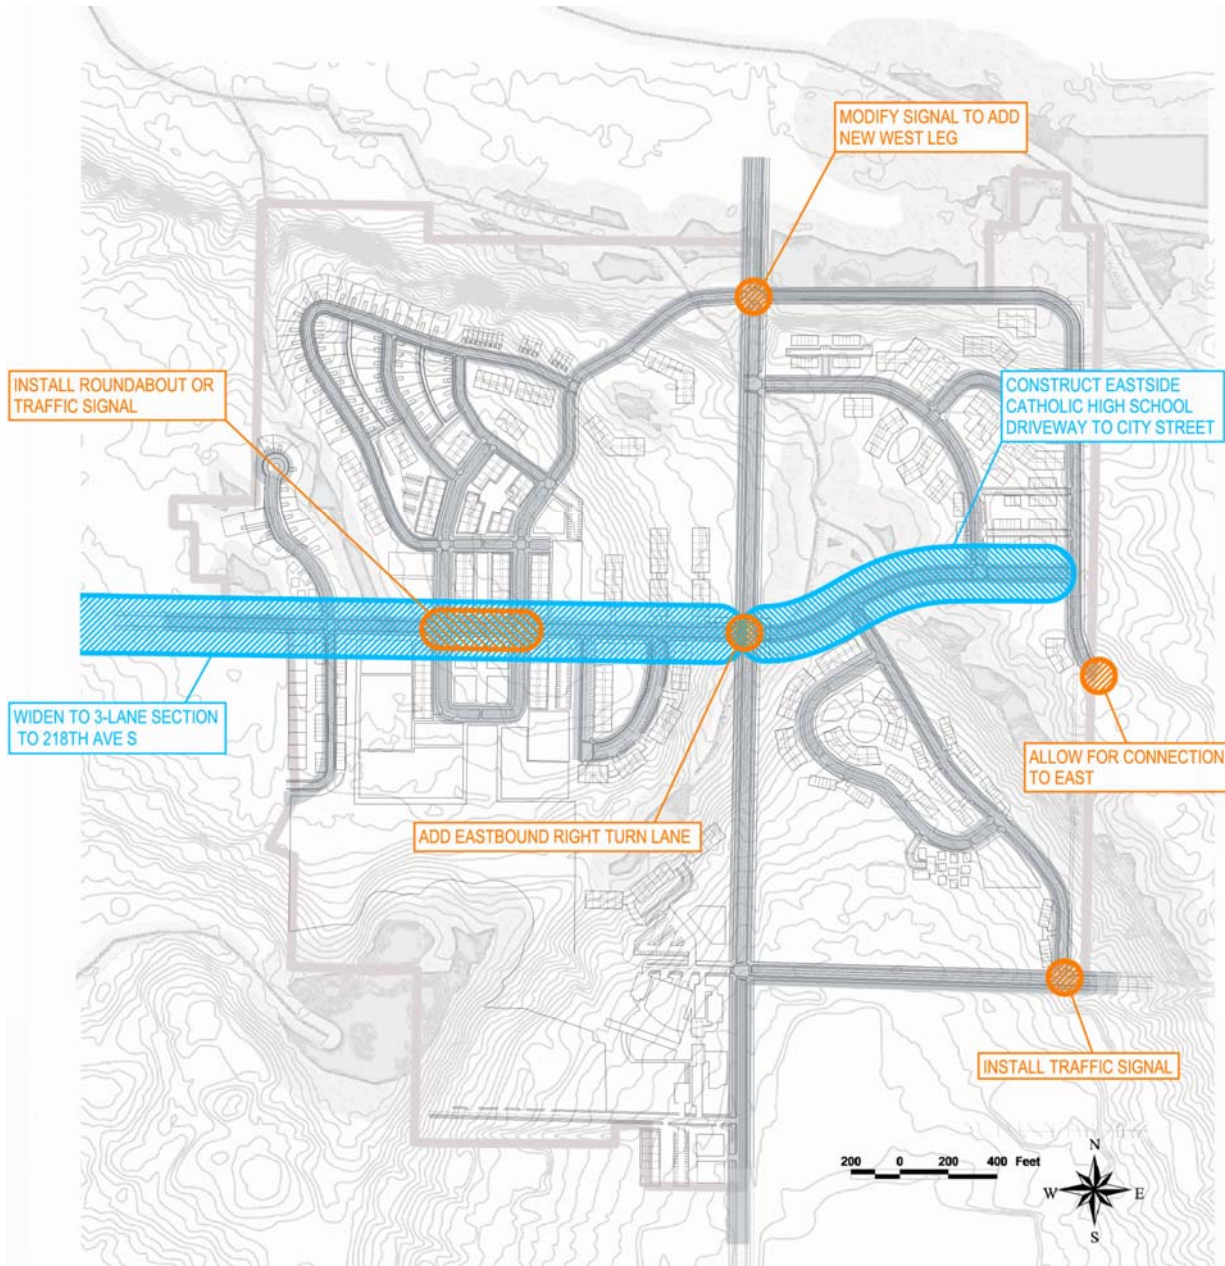 MODIFY SIGNAL TO ADD
NEW WEST LEG
INSTALL ROUNDABOUT OR
TRAFFIC SIGNAL
CONSTRUCT EASTSIDE
CATHOLIC HIGH SCHOOL
DRIVEWAY TO CITY STREET
WIDEN TO 3-LANE SECTION
TO 218TH AVE S
ALLOW FOR CONNECTION
TO EAST
ADD EASTBOUND RIGHT TURN LANE
INSTALL TRAFFIC SIGNAL
200 0 200 400 Feet
N
W E
S